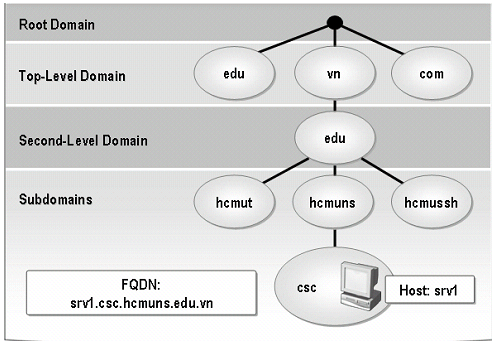 Root Domain
Top-Level Domain
edu
vn
com
Second-Level Domain
edu
Subdomains
hcmut
hcmuns
hcmussh
csc
Host: srv1
FQDN:
srv1.csc.hcmuns.edu.vn